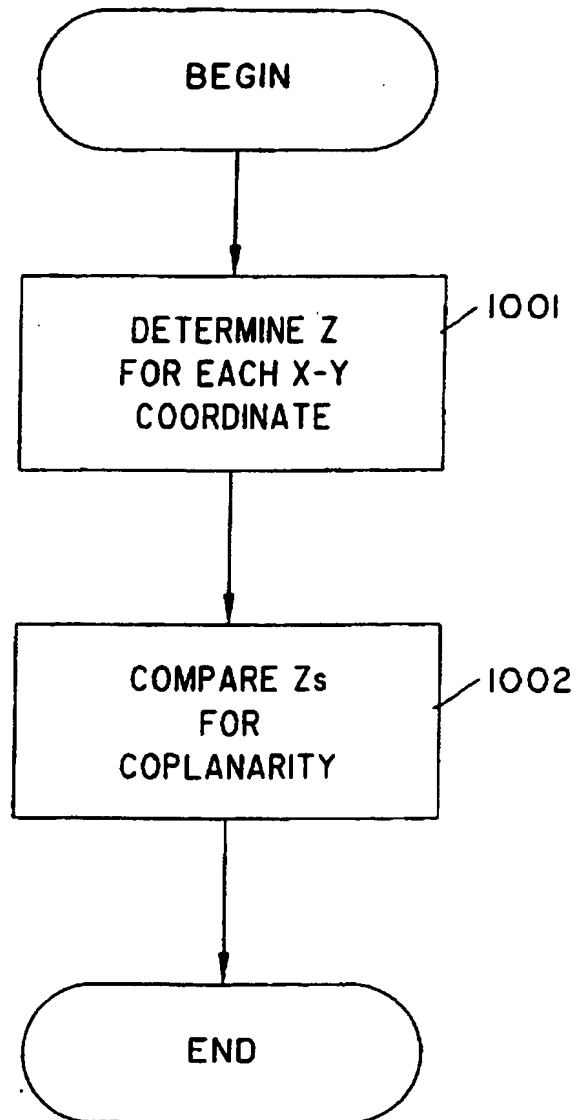 BEGIN
DETERMINE Z
FOR EACH X-Y
COORDINATE
1001
COMPARE Zs
FOR
COPLANARITY
1002
END